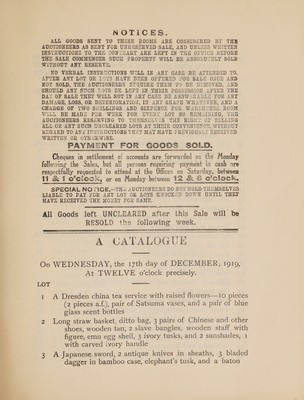 NOTICES.
ALL GOODS SENT TO THESE ROOMS ARE CONSIDERED BY THE
AUCTIONEERS AS SENT FOR UNRESERVED SALE, AND UNLESS WRITTEN
INSTRUCTIONS TO THE CONTRARY ARE LEFT IN THE OFFICE BEFORE
THE SALE COMMENCES SUCH PROPERTY WILL BE ABSOLUTELY SOLD
WITHOUT ANY RESERVE.
NO VERBAL INSTRUCTIONS WILL IN ANY CASE BE ATTENDED TO.
AFTER ANY LOT OR LOTS HAVE BEEN OFFERED FOR SALE ONCE AND
NOT SOLD, THE AUCTIONEERS
SHOULD ANY SUCH LOTS BE LEFT IN THEIR POSSESSION AFTER THE
DAY OF SALE THEY WILL NOT IN ANY CASE BE ANSWERABLE FOR ANY
DAMAGE, LOSS, OR DETERIORATION, IN ANY SHAPE WHATEVER, AND A
CHARGE OF TWO SHILLINGS AND SIXPENCE FOR WAREHOUSE ROOM
WILL BE MADE PER WEEK FOR EVERY LOT SO REMAINING, THE
AUCTIONEERS RESERVING TO THEMSELVES THE RIGHT OF SELLING
ALL OR ANY SUCH UNCLEARED LOTS AT THEIR CONVENIENCE, WITHOUT
REGARD TO ANY INSTRUCTIONS THEY MAY HAVE PREVIOUSLY RECEIVED
WRITTEN OR OTHERWISE.
PAYMENT FOR GOODS SOLD.
Cheques in settlement of accounts are forwarded on the Monday
following the Sales, but all persons requiring payment in cash are
respectfully requested to attend at the Offices on Saturday, between
11 & 1 o'clock, or on Monday between 12 & 6 o'clock.
SPECIAL NOTICE.—THE AUCTIONEERS DO NOT HOLD THEMSELVES
LIABLE TO PAY FOR ANY LOT OR LOTS KNOCKED DOWN UNTIL THEY
HAVE RECEIVED THE MONEY FOR SAME.
All Goods left UNCLEARED after this Sale will be
RESOLD the following week.
A CATALOGUE
On WEDNESDAY, the 17th day of DECEMBER, 1919,
At TWELVE o'clock precisely.
LOT
1 A Dresden china tea service with raised flowers—10 pieces
(2 pieces a.f.), pair of Satsuma vases, and a pair of blue
glass scent bottles
2 Long straw basket, ditto bag, 3 pairs of Chinese and other
shoes, wooden tan, 2 slave bangles, wooden staff with
figure, emu egg shell, 3 ivory tusks, and 2 sunshades, 1
with carved ivory handle
3 A Japanese sword, 2 antique knives in sheaths, 3 bladed
dagger in bamboo case, elephant's tusk, and a baton